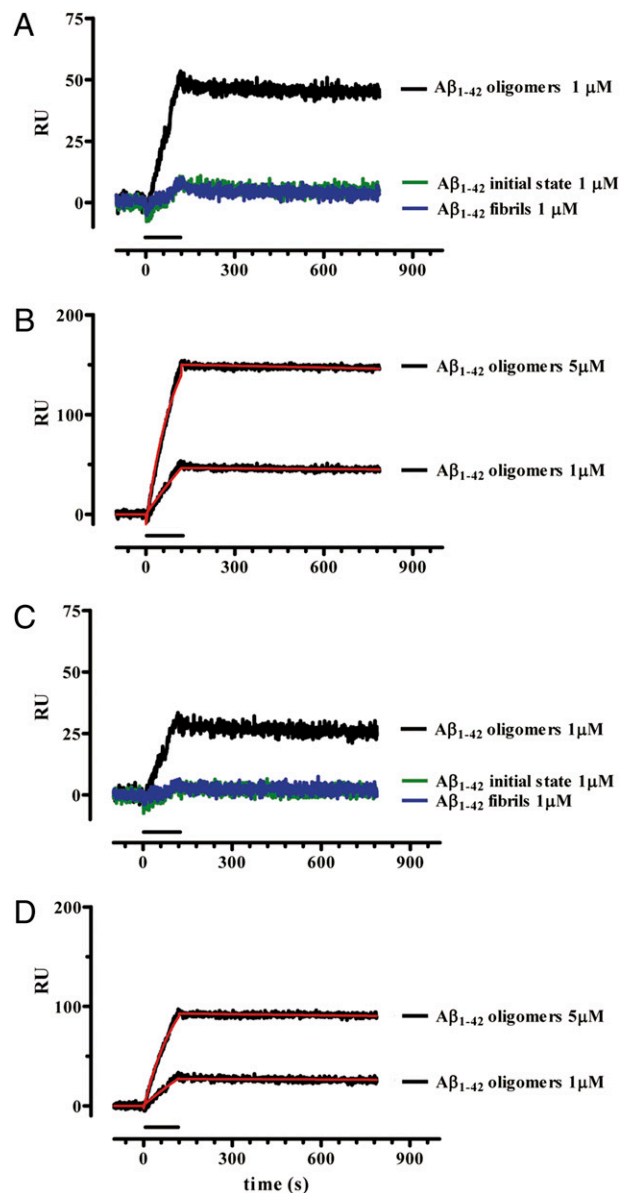 A
75
50
25
0
RU
Aβ1-42 oligomers 1 μM
Aβ1-42 initial state 1 μM
Aβ1-42 fibrils 1 μM
0 300 600 900
B
200
100
0
RU
Aβ1-42 oligomers 5μM
Aβ1-42 oligomers 1μM
0 300 600 900
C
75
50
25
0
RU
Aβ1-42 oligomers 1μM
Aβ1-42 initial state 1μM
Aβ1-42 fibrils 1μM
0 300 600 900
D
200
100
0
RU
Aβ1-42 oligomers 5μM
Aβ1-42 oligomers 1μM
0 300 600 900
time (s)